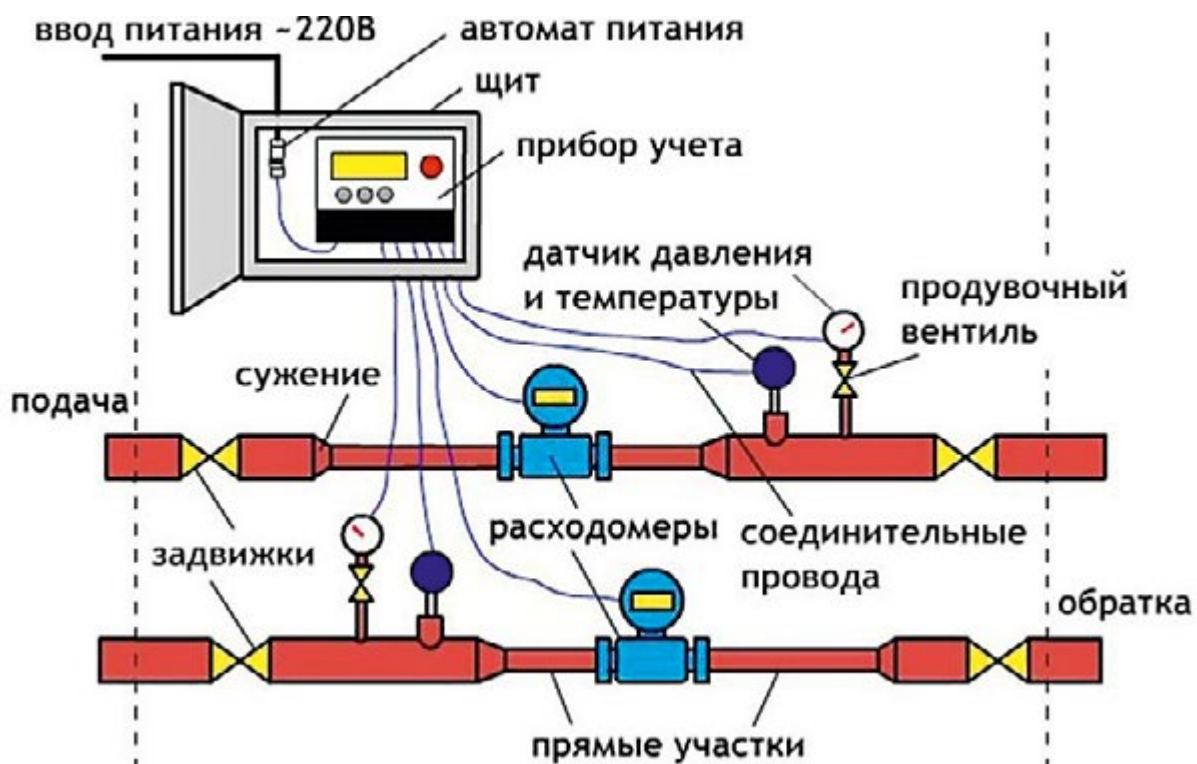 ввод питания ~220В
автомат питания
щит
прибор учета
датчик давления
и температуры
продувочный
вентиль
сужение
подача
задвижки
расходомеры
соединительные
провода
обратка
прямые участки